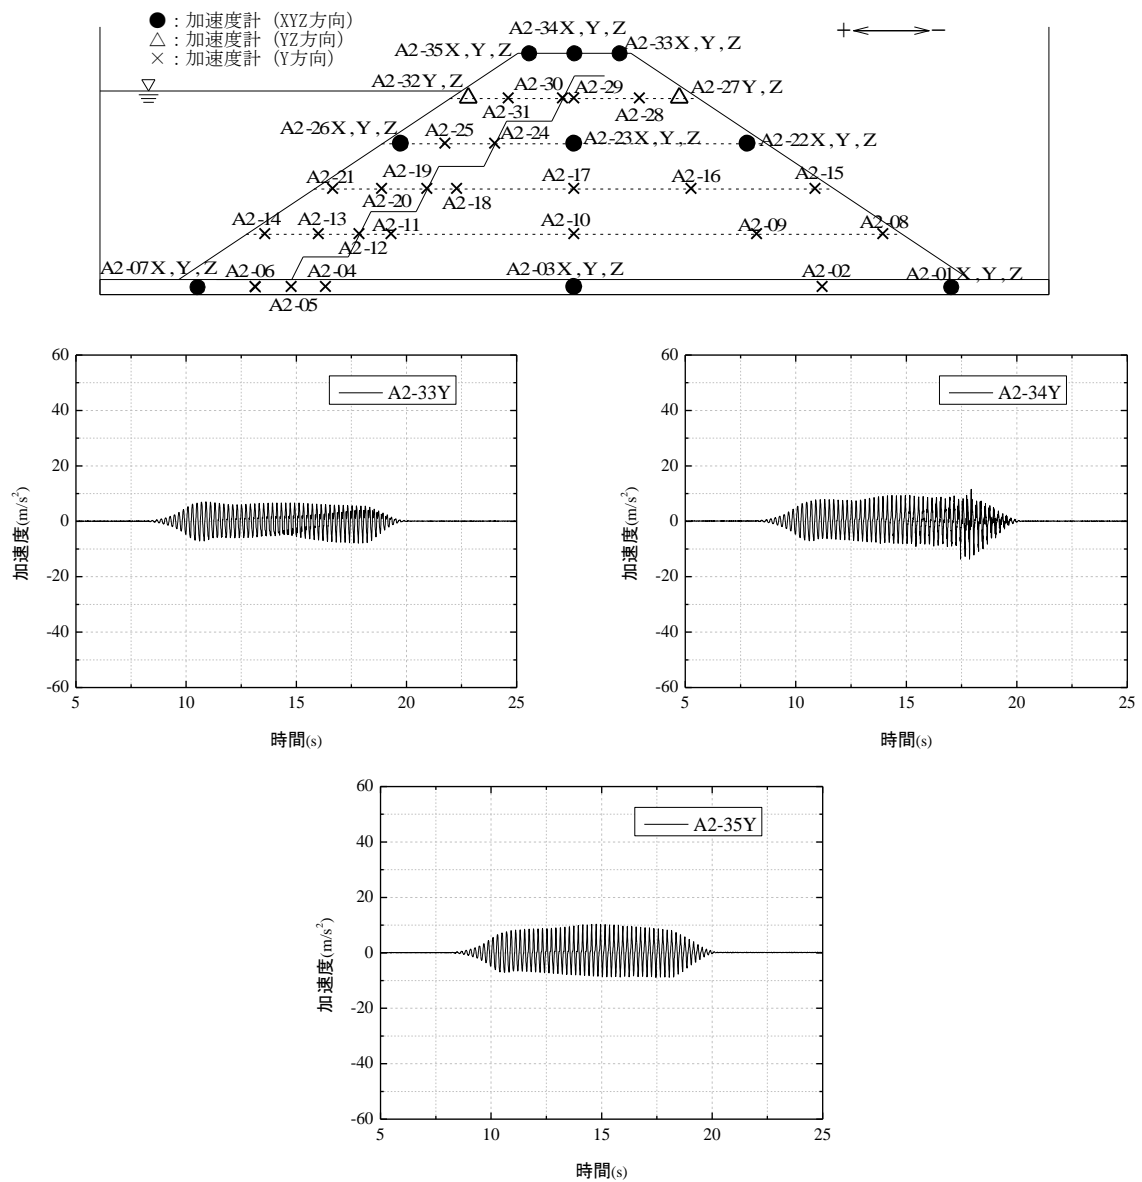 ●：加速度計（XYZ方向）
△：加速度計（YZ方向）
×：加速度計（Y方向）
A2-34X,Y,Z
A2-35X,Y,Z
A2-33X,Y,Z
+ −
A2-32Y,Z
A2-30
A2-29
A2-27Y,Z
A2-31
A2-28
A2-26X,Y,Z
A2-25
A2-24
A2-23X,Y,Z
A2-22X,Y,Z
A2-21
A2-19
A2-17
A2-16
A2-15
A2-20
A2-18
A2-14
A2-13
A2-11
A2-10
A2-09
A2-08
A2-12
A2-07X,Y,Z
A2-06
A2-04
A2-03X,Y,Z
A2-02
A2-01X,Y,Z
A2-05
60
40
20
0
-20
-40
-60
加速度(m/s²)
A2-33Y
5 10 15 20 25
時間(s)
60
40
20
0
-20
-40
-60
加速度(m/s²)
A2-34Y
5 10 15 20 25
時間(s)
60
40
20
0
-20
-40
-60
加速度(m/s²)
A2-35Y
5 10 15 20 25
時間(s)